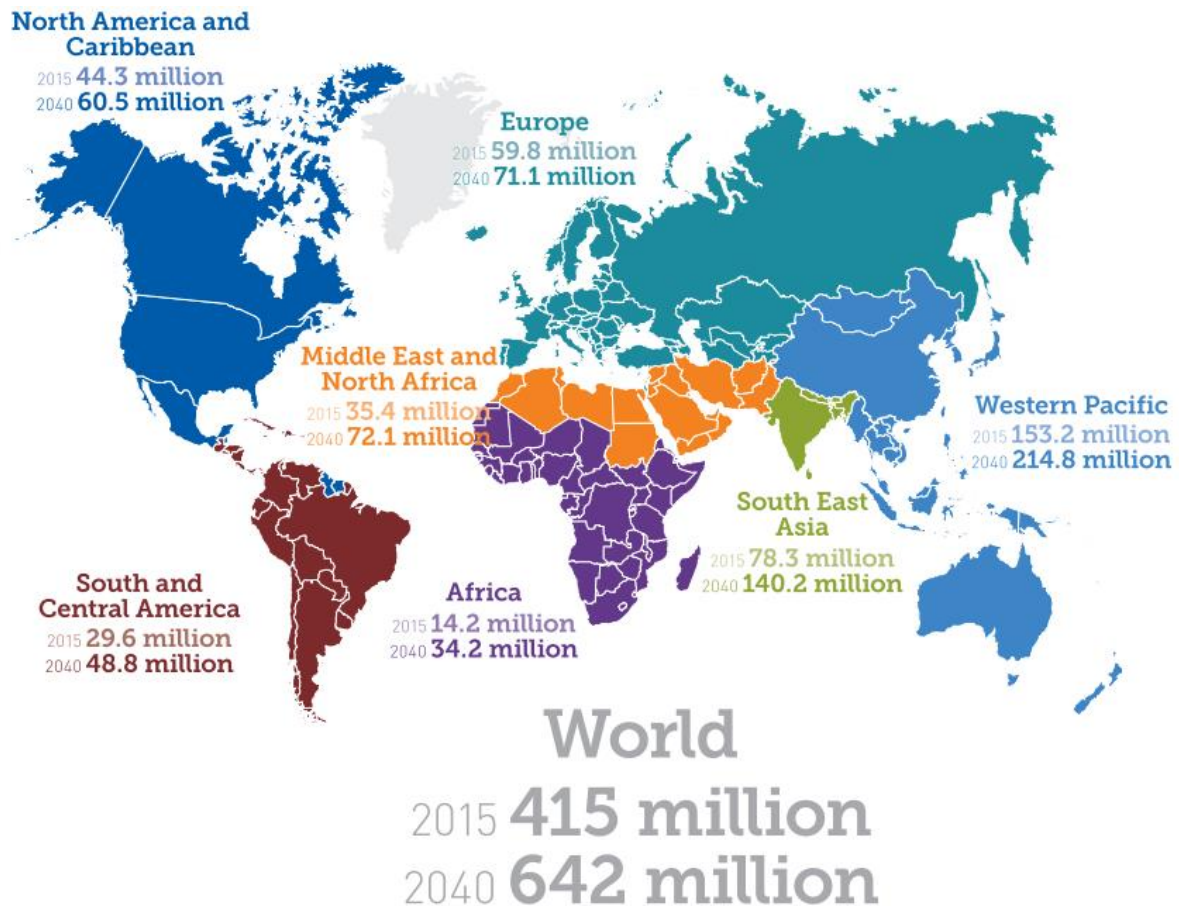 North America and
Caribbean
2015 44.3 million
2040 60.5 million
Europe
2015 59.8 million
2040 71.1 million
Middle East and
North Africa
2015 35.4 million
2040 72.1 million
Western Pacific
2015 153.2 million
2040 214.8 million
South East
Asia
2015 78.3 million
2040 140.2 million
South and
Central America
2015 29.6 million
2040 48.8 million
Africa
2015 14.2 million
2040 34.2 million
World
2015 415 million
2040 642 million